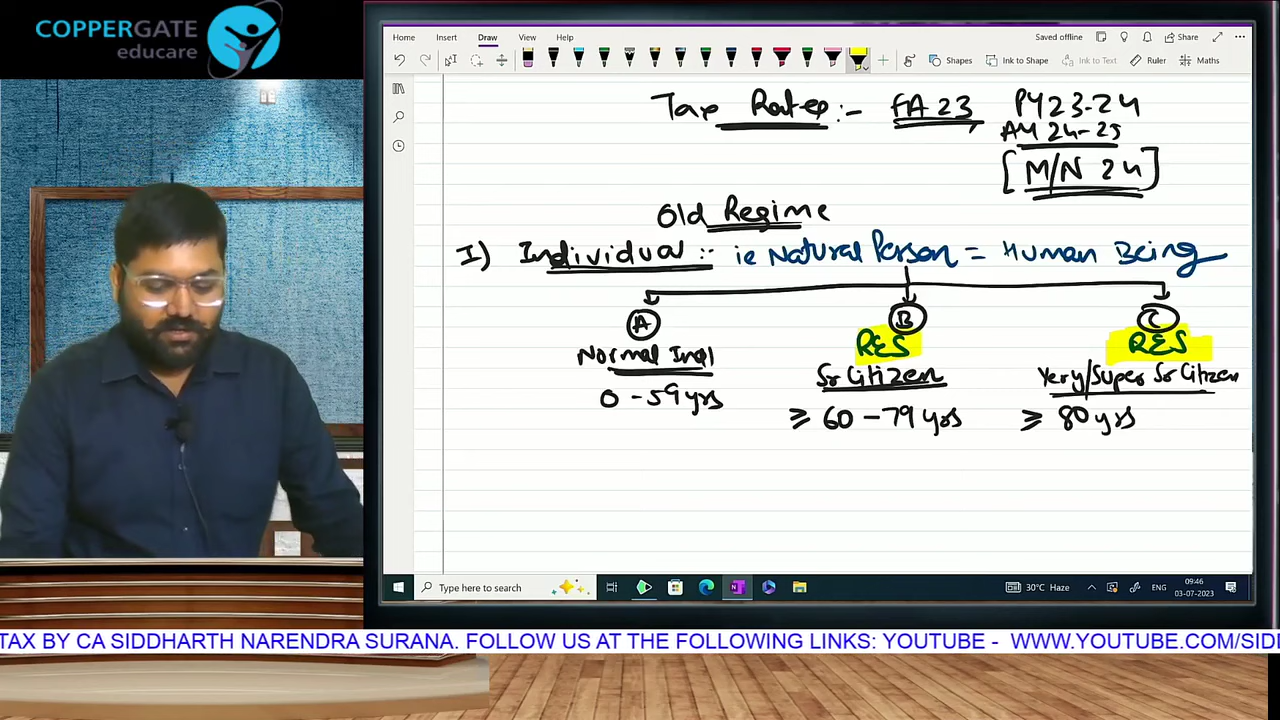 COPPERGATE
educare
Home Insert Draw View Help
Saved offline Share
Shapes Ink to Shape Ink to Text Ruler Maths
Tax Rates :- FA 23 PY 23-24
AY 24-25
[M/N 24]
Old Regime
I) Individual :- ie Natural Person = Human Being
A B C
RES RES
Normal Indl Sr Citizen Very/Super Sr Citizen
0 - 59 yrs ≥ 60 - 79 yrs ≥ 80 yrs
Type here to search 30°C Haze ENG 09:46
03-07-2023
TAX BY CA SIDDHARTH NARENDRA SURANA. FOLLOW US AT THE FOLLOWING LINKS: YOUTUBE - WWW.YOUTUBE.COM/SID